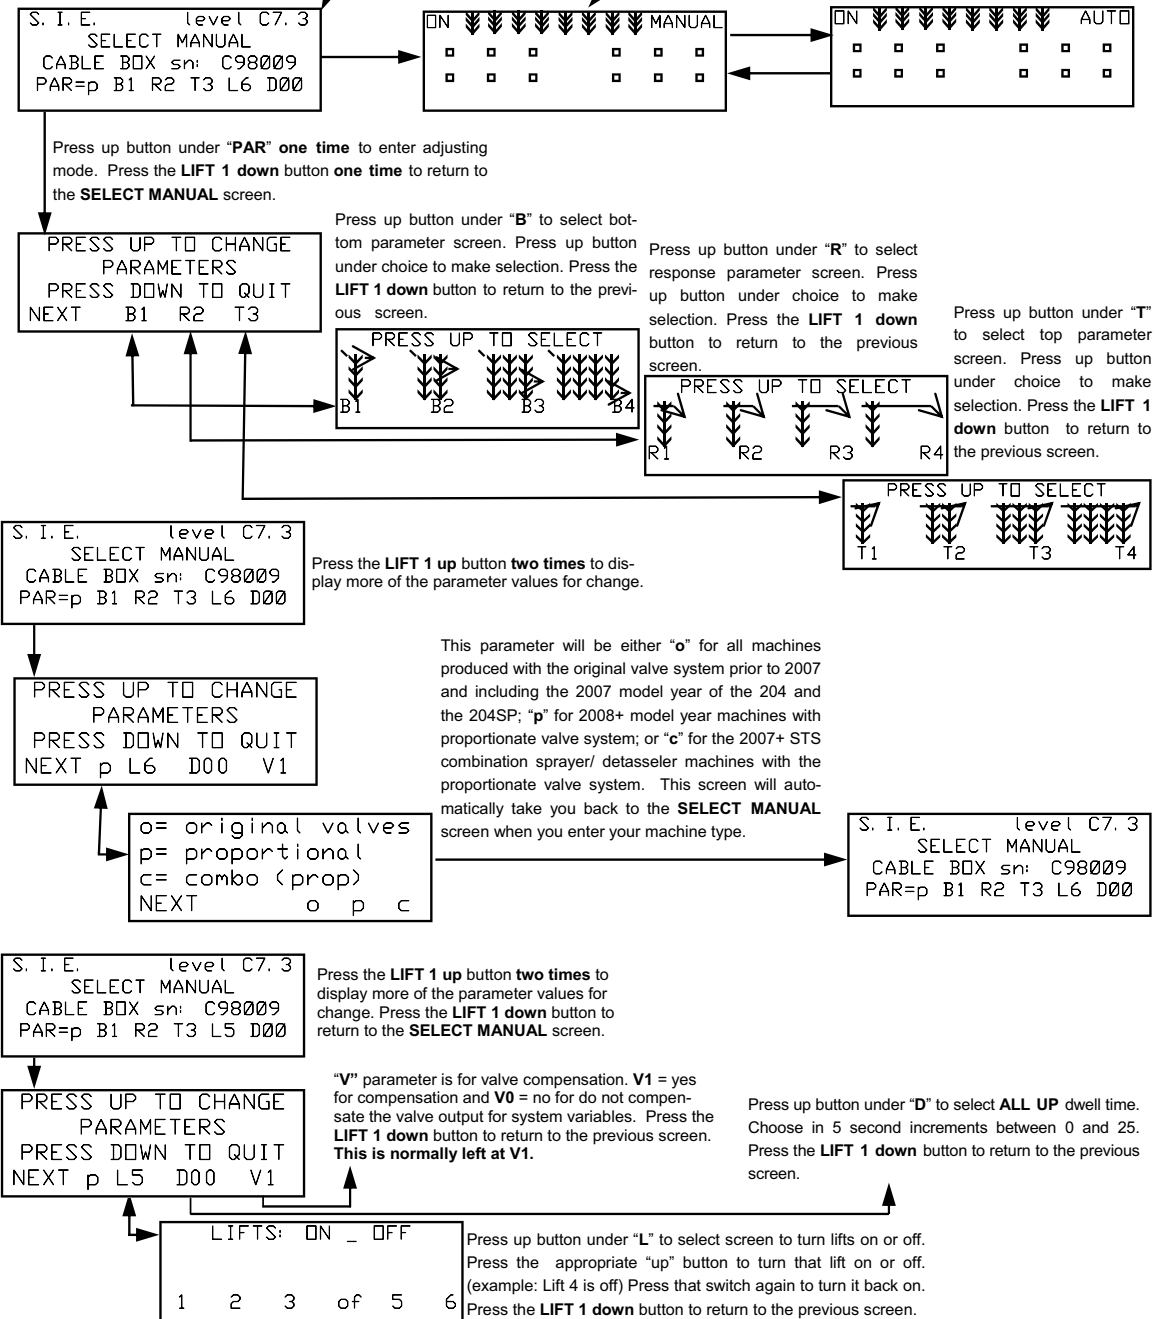 S. I. E. level C7. 3
SELECT MANUAL
CABLE BOX sn: C98009
PAR=p B1 R2 T3 L6 D00
ON MANUAL
ON AUTO
Press up button under “PAR” one time to enter adjusting
mode. Press the LIFT 1 down button one time to return to
the SELECT MANUAL screen.
PRESS UP TO CHANGE
PARAMETERS
PRESS DOWN TO QUIT
NEXT B1 R2 T3
Press up button under “B” to select bot-
tom parameter screen. Press up button
under choice to make selection. Press the
LIFT 1 down button to return to the previ-
ous screen.
PRESS UP TO SELECT
B1 B2 B3 B4
Press up button under “R” to select
response parameter screen. Press
up button under choice to make
selection. Press the LIFT 1 down
button to return to the previous
screen.
PRESS UP TO SELECT
R1 R2 R3 R4
Press up button under “T”
to select top parameter
screen. Press up button
under choice to make
selection. Press the LIFT 1
down button to return to
the previous screen.
PRESS UP TO SELECT
T1 T2 T3 T4
S. I. E. level C7. 3
SELECT MANUAL
CABLE BOX sn: C98009
PAR=p B1 R2 T3 L6 D00
Press the LIFT 1 up button two times to dis-
play more of the parameter values for change.
PRESS UP TO CHANGE
PARAMETERS
PRESS DOWN TO QUIT
NEXT p L6 D00 V1
This parameter will be either “o” for all machines
produced with the original valve system prior to 2007
and including the 2007 model year of the 204 and
the 204SP; “p” for 2008+ model year machines with
proportionate valve system; or “c” for the 2007+ STS
combination sprayer/ detasseler machines with the
proportionate valve system. This screen will auto-
matically take you back to the SELECT MANUAL
screen when you enter your machine type.
o= original valves
p= proportional
c= combo (prop)
NEXT o p c
S. I. E. level C7. 3
SELECT MANUAL
CABLE BOX sn: C98009
PAR=p B1 R2 T3 L6 D00
S. I. E. level C7. 3
SELECT MANUAL
CABLE BOX sn: C98009
PAR=p B1 R2 T3 L5 D00
Press the LIFT 1 up button two times to
display more of the parameter values for
change. Press the LIFT 1 down button to
return to the SELECT MANUAL screen.
PRESS UP TO CHANGE
PARAMETERS
PRESS DOWN TO QUIT
NEXT p L5 D00 V1
“V” parameter is for valve compensation. V1 = yes
for compensation and V0 = no for do not compen-
sate the valve output for system variables. Press the
LIFT 1 down button to return to the previous screen.
This is normally left at V1.
Press up button under “D” to select ALL UP dwell time.
Choose in 5 second increments between 0 and 25.
Press the LIFT 1 down button to return to the previous
screen.
LIFTS: ON _ OFF
1 2 3 of 5 6
Press up button under “L” to select screen to turn lifts on or off.
Press the appropriate “up” button to turn that lift on or off.
(example: Lift 4 is off) Press that switch again to turn it back on.
Press the LIFT 1 down button to return to the previous screen.